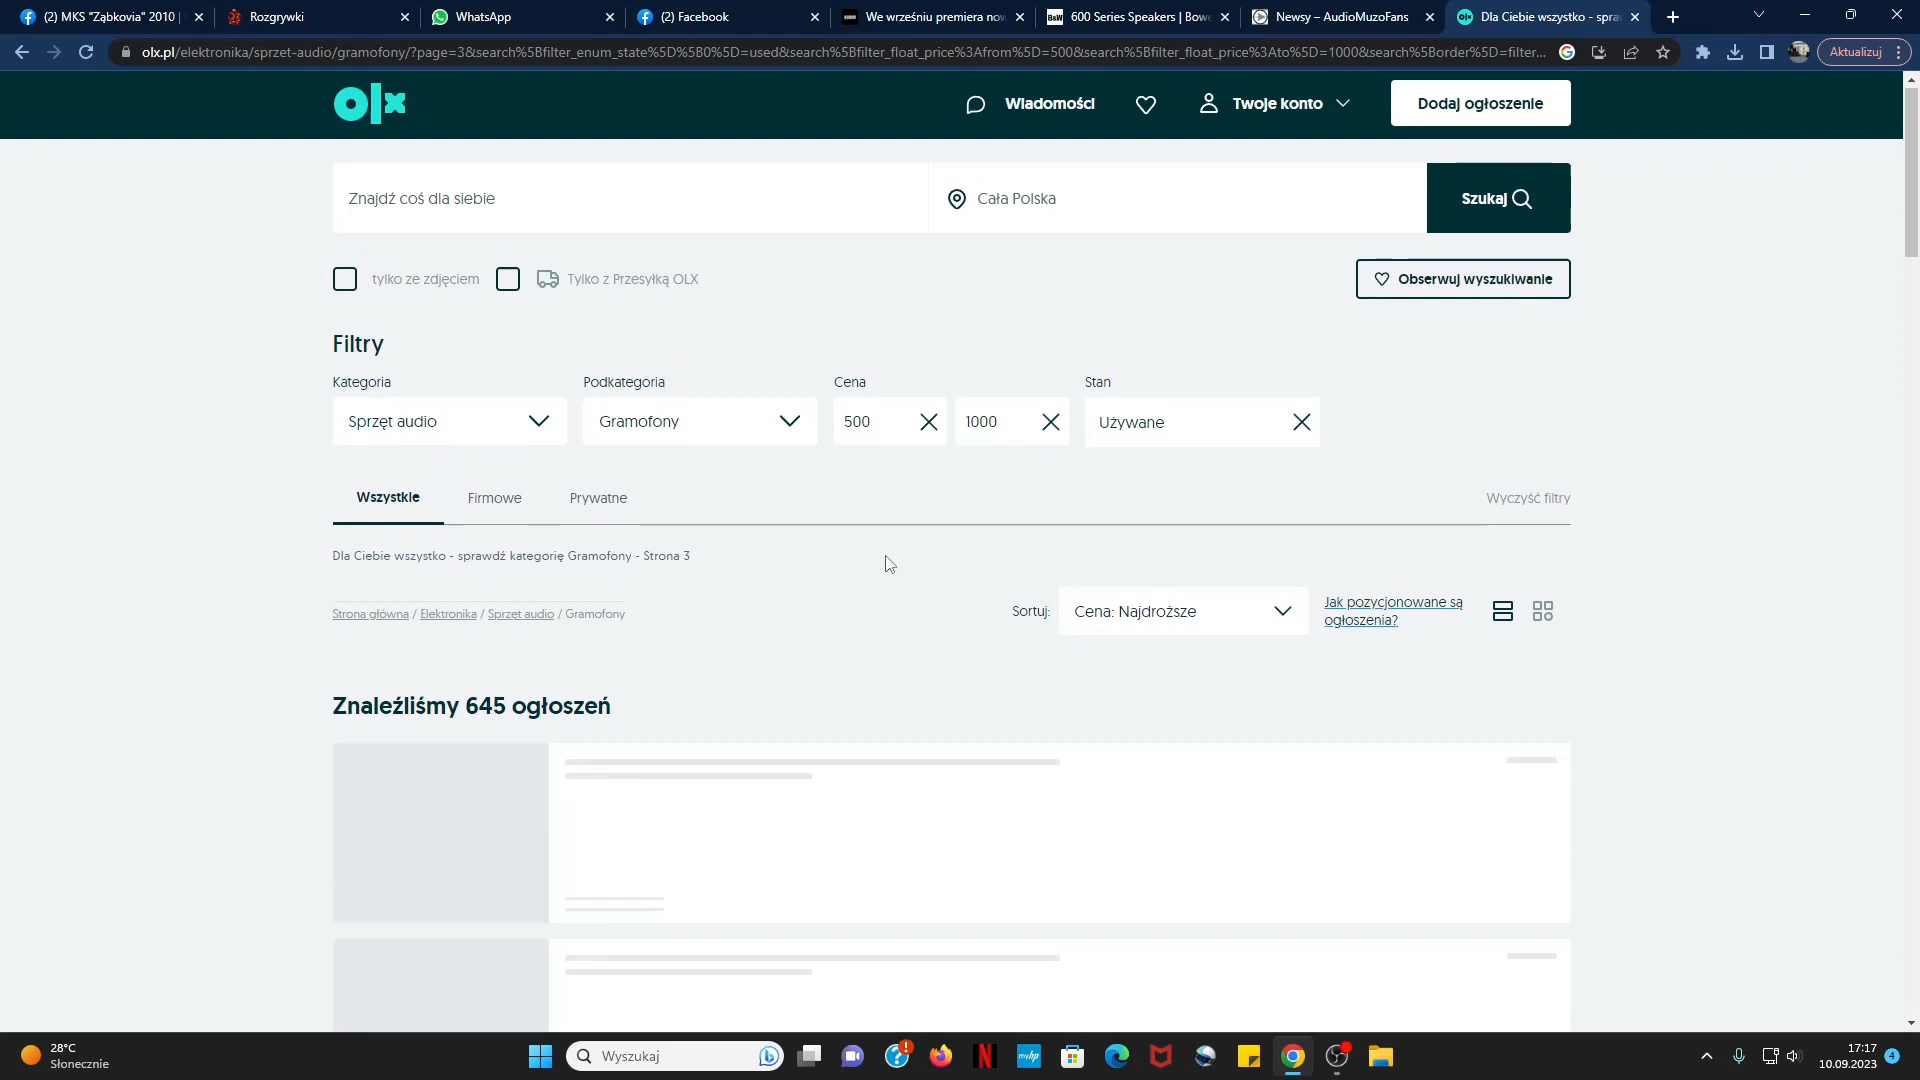 (2) MKS "Ząbkovia" 2010 | Rozgrywki WhatsApp (2) Facebook We wrześniu premiera now 600 Series Speakers | Bowe Newsy – AudioMuzoFans Dla Ciebie wszystko - spra
olx.pl/elektronika/sprzet-audio/gramofony/?page=3&search%5Bfilter_enum_state%5D%5B0%5D=used&search%5Bfilter_float_price%3Afrom%5D=500&search%5Bfilter_float_price%3Ato%5D=1000&search%5Border%5D=filter... Aktualizuj
olx Wiadomości Twoje konto Dodaj ogłoszenie
Znajdź coś dla siebie Cała Polska Szukaj
tylko ze zdjęciem Tylko z Przesyłką OLX Obserwuj wyszukiwanie
Filtry
Kategoria Podkategoria Cena Stan
Sprzęt audio Gramofony 500 1000 Używane
Wszystkie Firmowe Prywatne Wyczyść filtry
Dla Ciebie wszystko - sprawdź kategorię Gramofony - Strona 3
Strona główna / Elektronika / Sprzęt audio / Gramofony Sortuj: Cena: Najdroższe Jak pozycjonowane są
ogłoszenia?
Znaleźliśmy 645 ogłoszeń
28°C
Słonecznie
Wyszukaj
17:17
10.09.2023
4